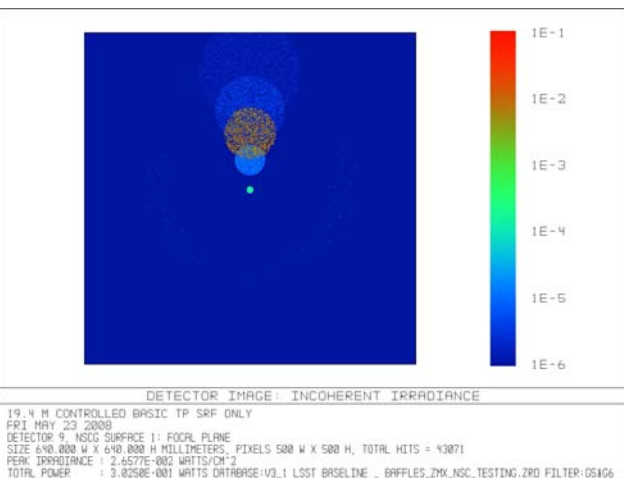 1E-1
1E-2
1E-3
1E-4
1E-5
1E-6
DETECTOR IMAGE: INCOHERENT IRRADIANCE
19.4 M CONTROLLED BASIC TP SRF ONLY
FRI MAY 23 2008
DETECTOR 9, NSCG SURFACE 1: FOCAL PLANE
SIZE 640.000 W X 640.000 H MILLIMETERS, PIXELS 500 W X 500 H, TOTAL HITS = 43071
PEAK IRRADIANCE : 2.6577E-002 WATTS/CM^2
TOTAL POWER : 3.0250E-001 WATTS DATABASE:V3_1 LSST BASELINE _ BAFFLES_ZMX_NSC_TESTING.ZRD FILTER:G5&G6